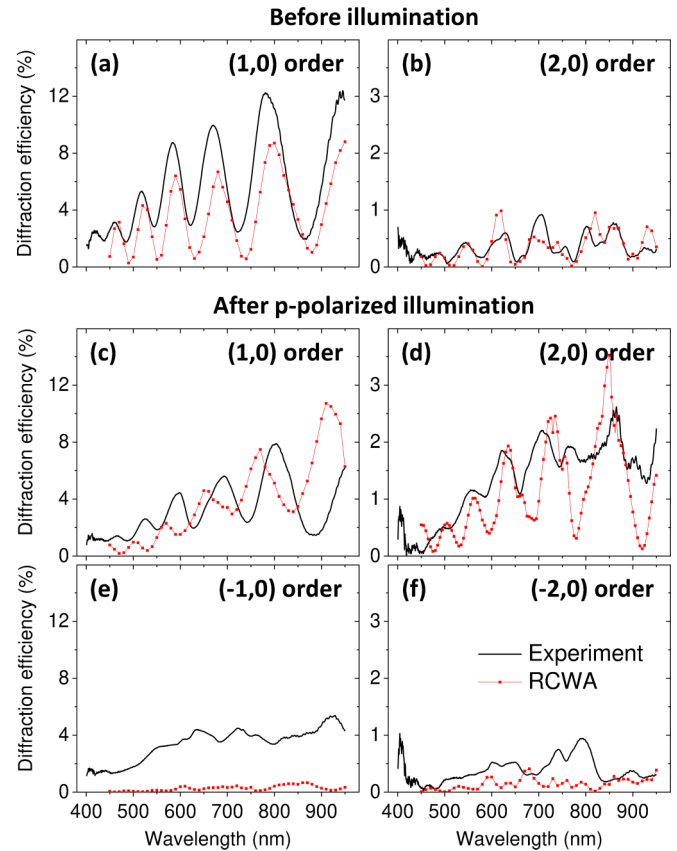 Before illumination
(a) (1,0) order
(b) (2,0) order
Diffraction efficiency (%)
12
8
4
0
3
2
1
0
After p-polarized illumination
(c) (1,0) order
(d) (2,0) order
Diffraction efficiency (%)
12
8
4
0
3
2
1
0
(e) (-1,0) order
(f) (-2,0) order
Diffraction efficiency (%)
12
8
4
0
3
2
1
0
Experiment
RCWA
400 500 600 700 800 900
400 500 600 700 800 900
Wavelength (nm)
Wavelength (nm)